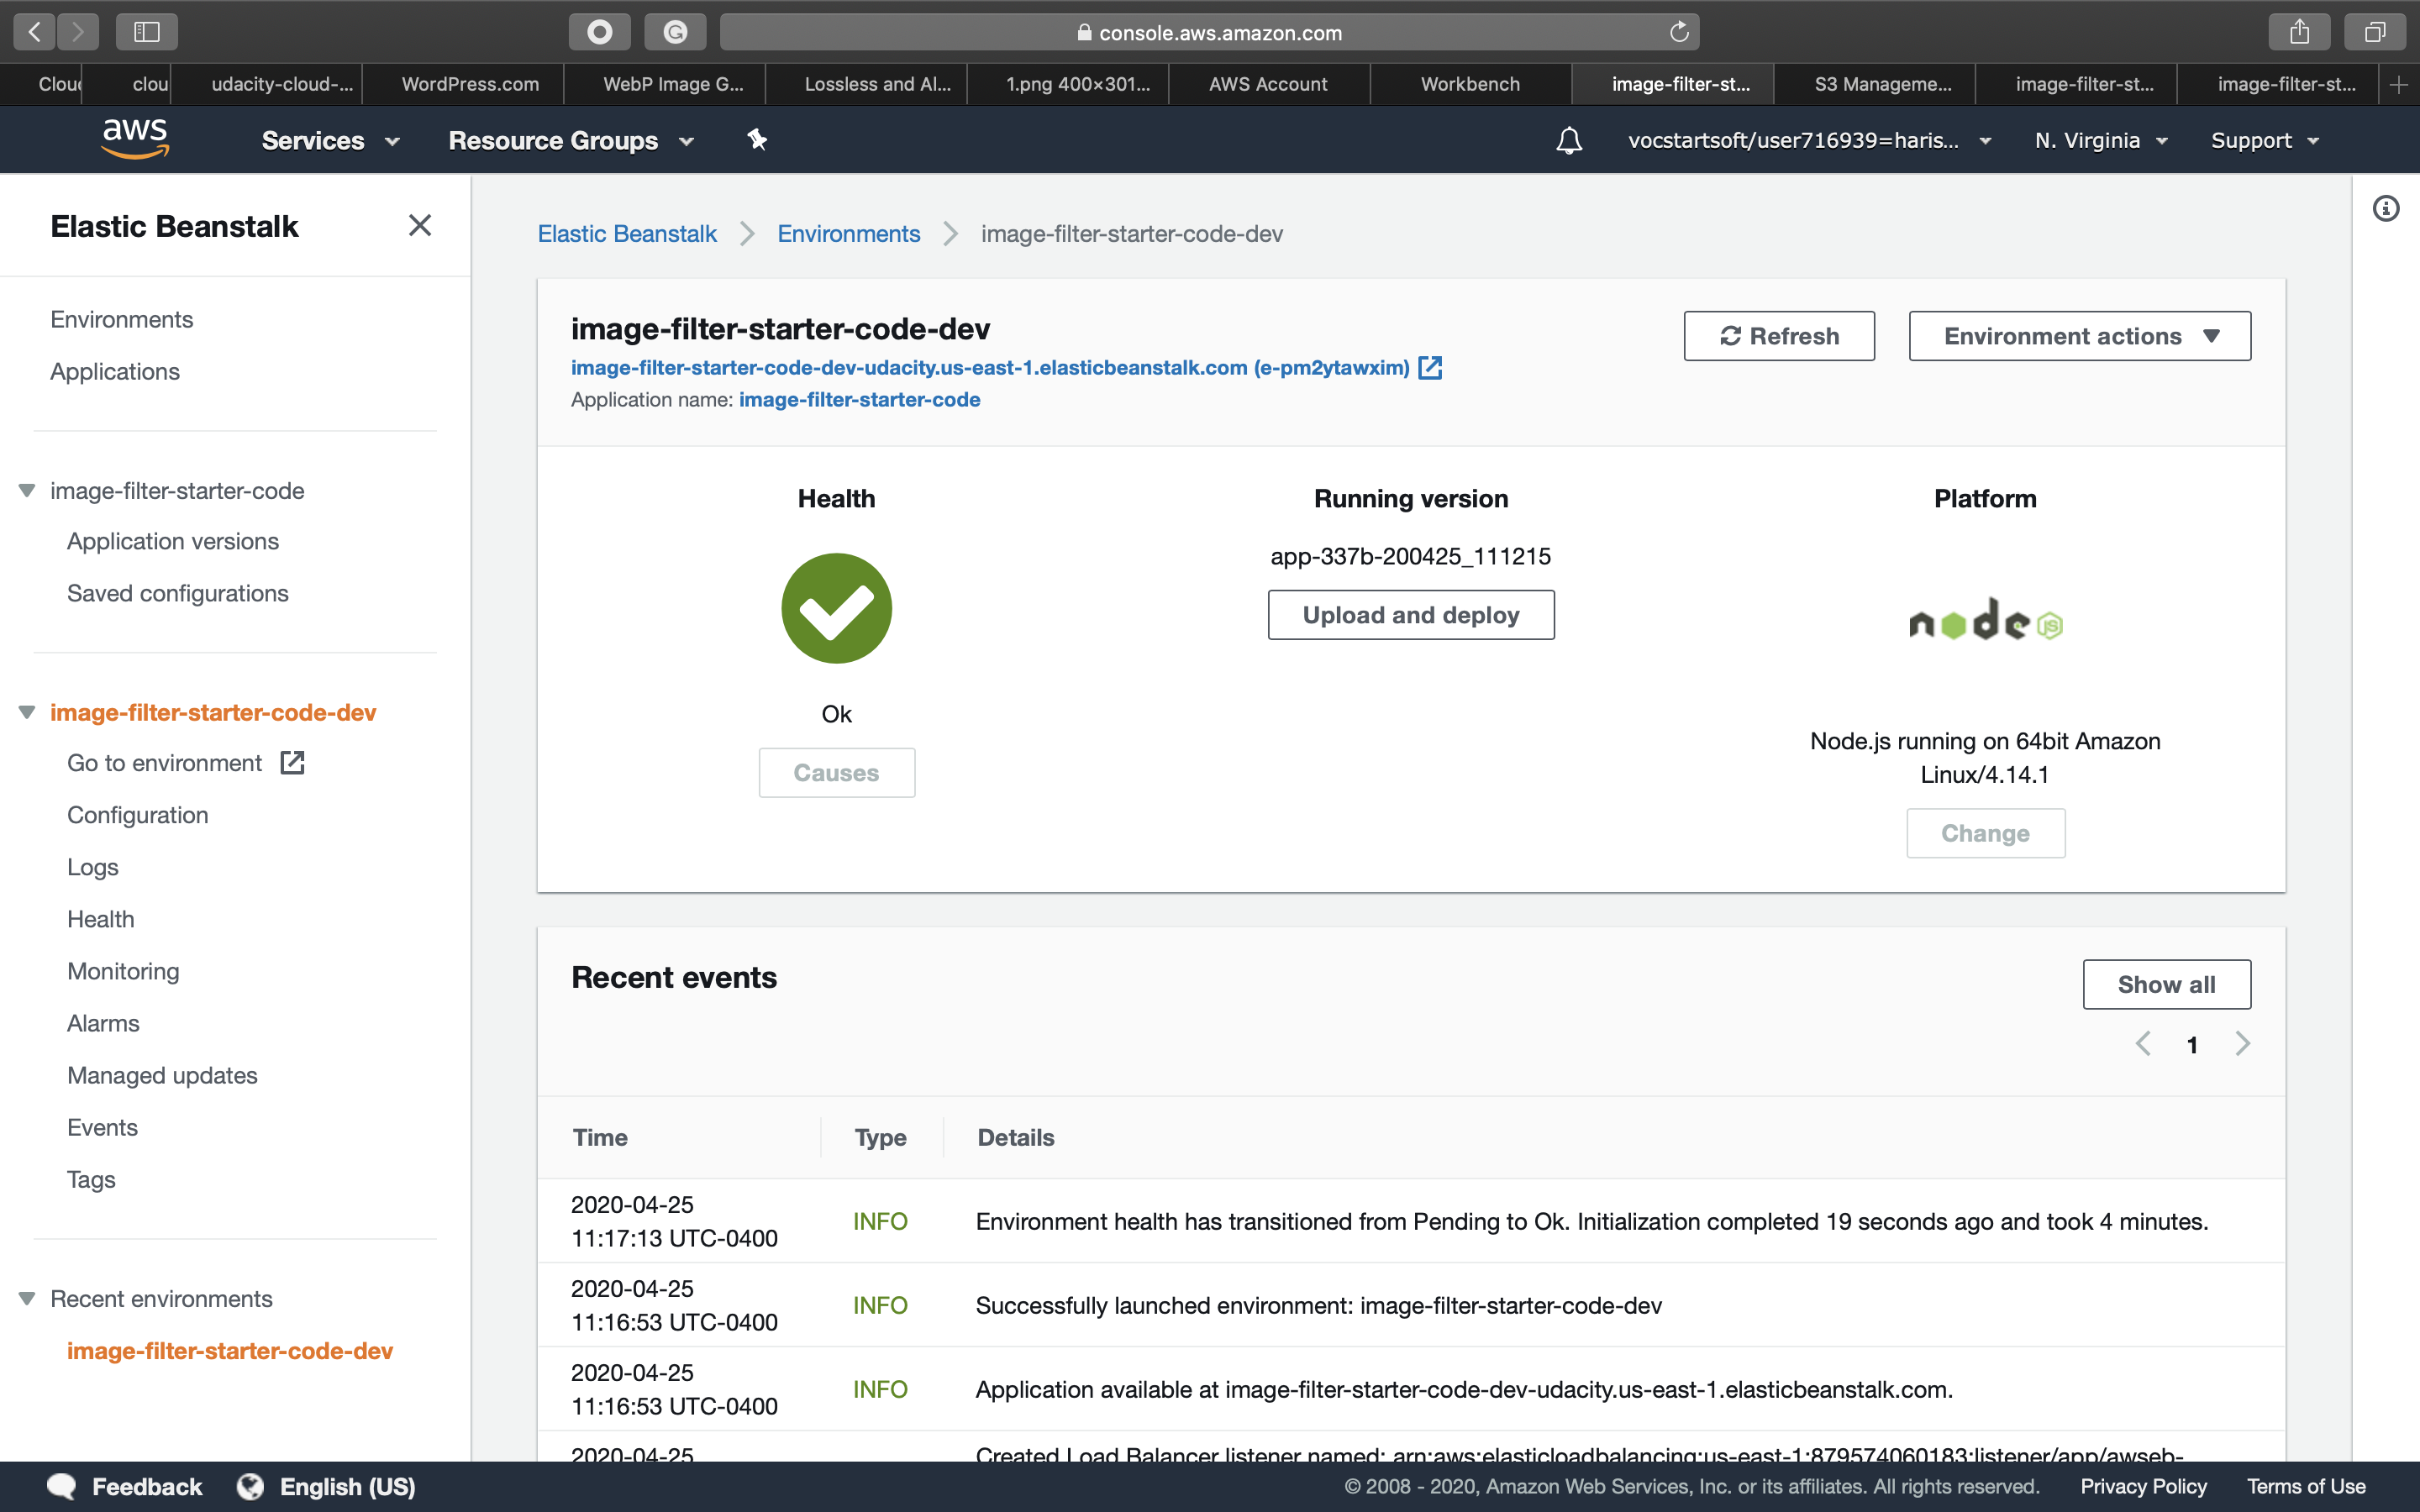 console.aws.amazon.com
Clou clou udacity-cloud-... WordPress.com WebP Image G... Lossless and Al... 1.png 400×301... AWS Account Workbench image-filter-st... S3 Manageme... image-filter-st... image-filter-st...
aws Services Resource Groups vocstartsoft/user716939=haris... N. Virginia Support
Elastic Beanstalk
Environments
Applications
image-filter-starter-code
Application versions
Saved configurations
image-filter-starter-code-dev
Go to environment
Configuration
Logs
Health
Monitoring
Alarms
Managed updates
Events
Tags
Recent environments
image-filter-starter-code-dev
Elastic Beanstalk Environments image-filter-starter-code-dev
image-filter-starter-code-dev
Refresh Environment actions
image-filter-starter-code-dev-udacity.us-east-1.elasticbeanstalk.com (e-pm2ytawxim)
Application name: image-filter-starter-code
Health
Ok
Causes
Running version
app-337b-200425_111215
Upload and deploy
Platform
node JS
Node.js running on 64bit Amazon
Linux/4.14.1
Change
Recent events
Show all
1
Time Type Details
2020-04-25
11:17:13 UTC-0400 INFO Environment health has transitioned from Pending to Ok. Initialization completed 19 seconds ago and took 4 minutes.
2020-04-25
11:16:53 UTC-0400 INFO Successfully launched environment: image-filter-starter-code-dev
2020-04-25
11:16:53 UTC-0400 INFO Application available at image-filter-starter-code-dev-udacity.us-east-1.elasticbeanstalk.com.
2020-04-25 Created Load Balancer listener named: arn:aws:elasticloadbalancing:us-east-1:879574060183:listener/app/awseb-
Feedback English (US) © 2008 - 2020, Amazon Web Services, Inc. or its affiliates. All rights reserved. Privacy Policy Terms of Use